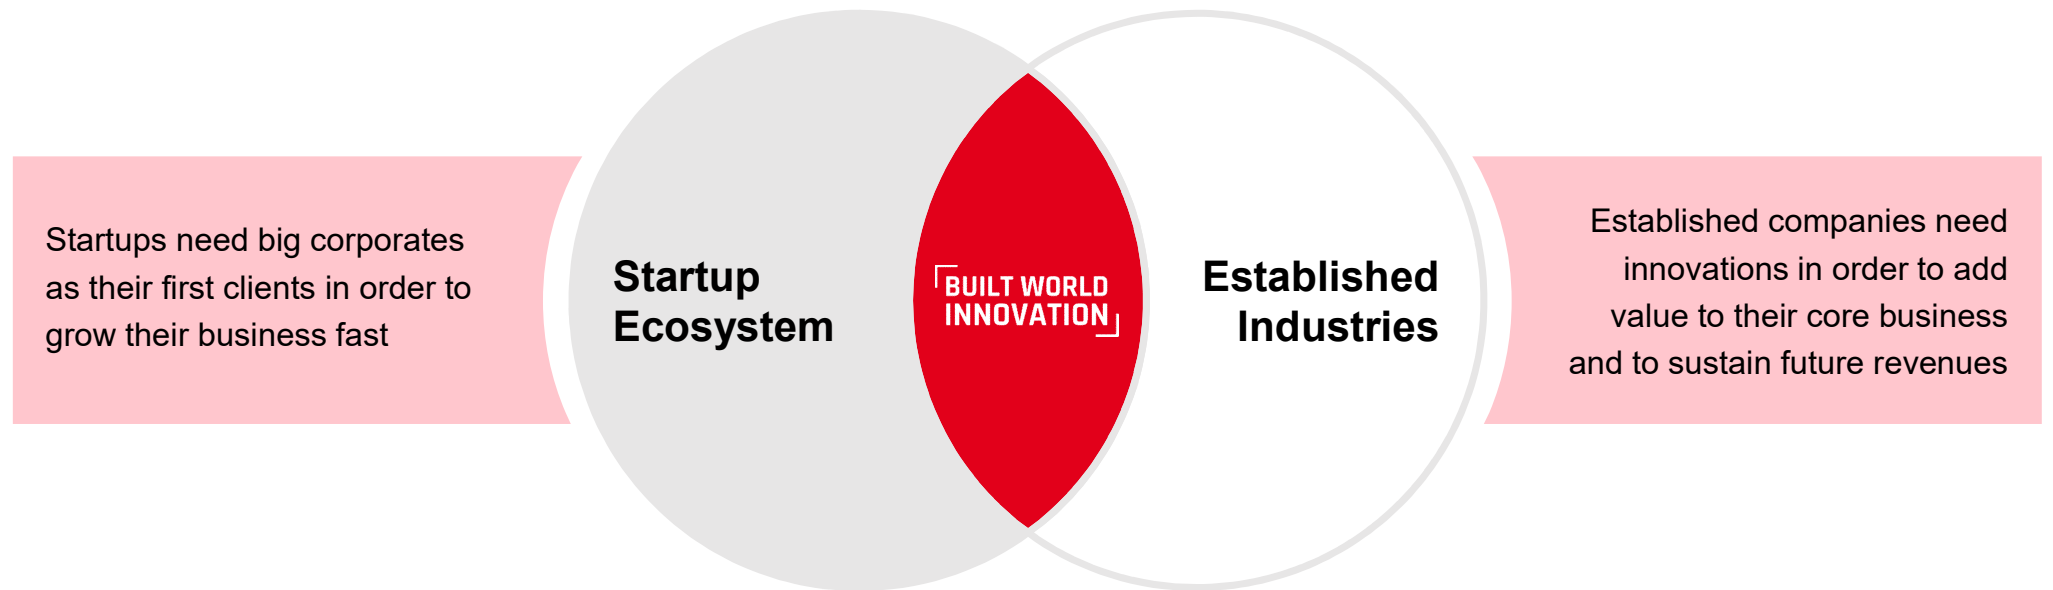 Startups need big corporates
as their first clients in order to
grow their business fast
Startup
Ecosystem
BUILT WORLD
INNOVATION
Established
Industries
Established companies need
innovations in order to add
value to their core business
and to sustain future revenues